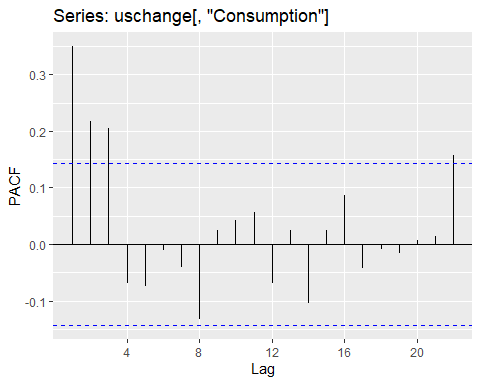 Series: uschange[, "Consumption"]
0.3
0.2
0.1
0.0
-0.1
PACF
4 8 12 16 20
Lag